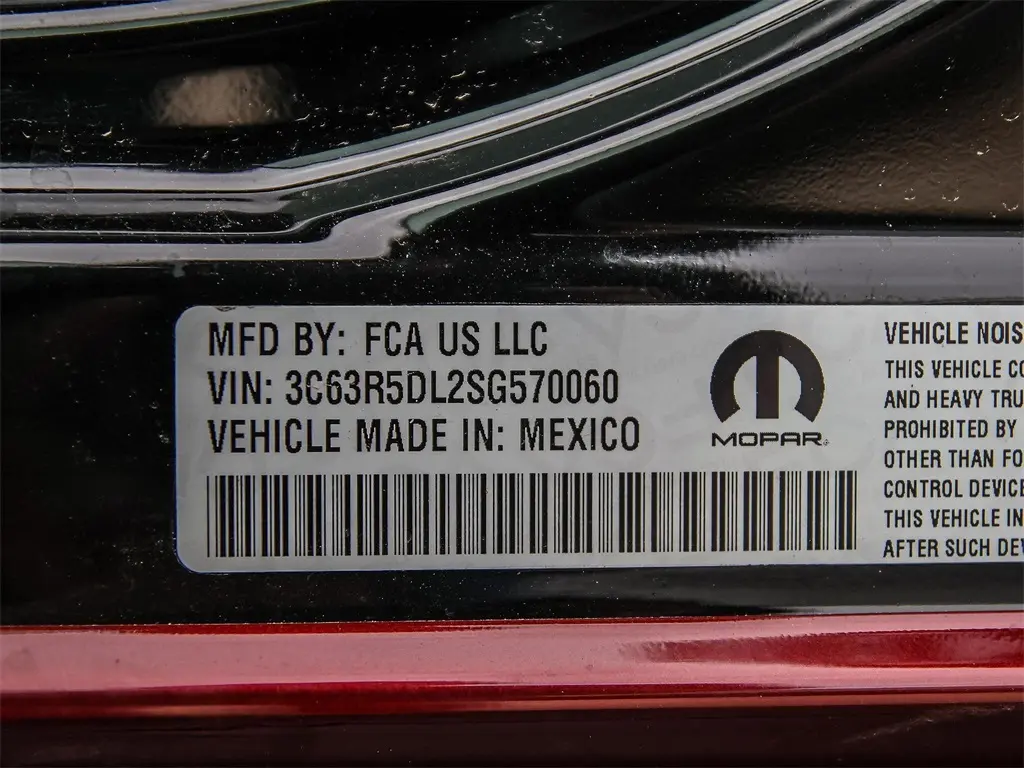 MFD BY: FCA US LLC
VIN: 3C63R5DL2SG570060
VEHICLE MADE IN: MEXICO
MOPAR
VEHICLE NOIS
THIS VEHICLE CO
AND HEAVY TRU
PROHIBITED BY
OTHER THAN FO
CONTROL DEVICE
THIS VEHICLE IN
AFTER SUCH DEV